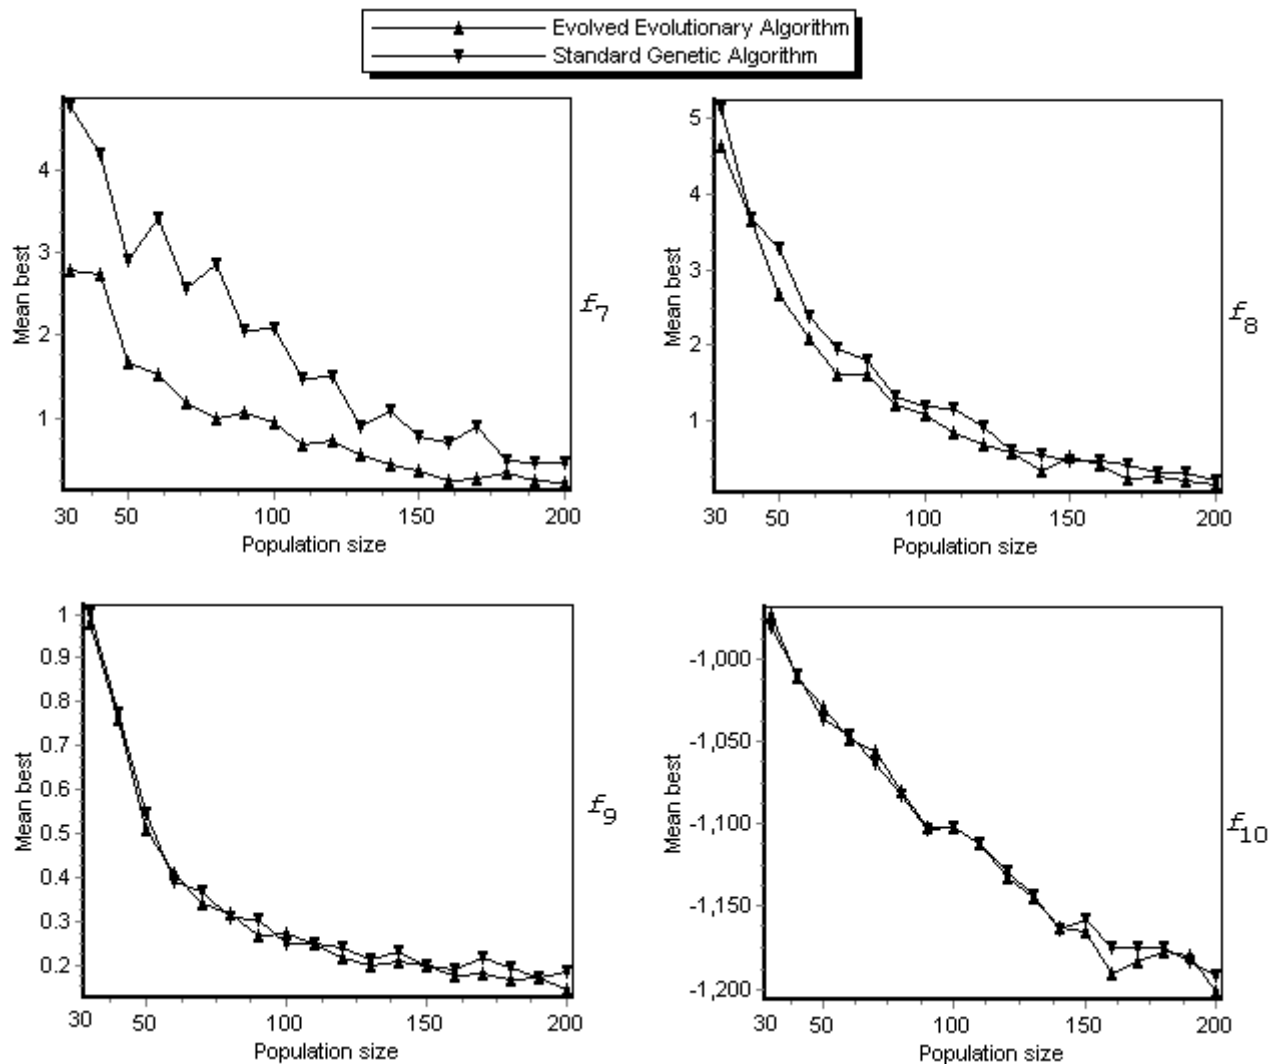 Evolved Evolutionary Algorithm
Standard Genetic Algorithm
4
3
2
1
Mean best
30 50 100 150 200
Population size
f7
5
4
3
2
1
Mean best
30 50 100 150 200
Population size
f8
1
0.9
0.8
0.7
0.6
0.5
0.4
0.3
0.2
Mean best
30 50 100 150 200
Population size
f9
-1,000
-1,050
-1,100
-1,150
-1,200
Mean best
30 50 100 150 200
Population size
f10